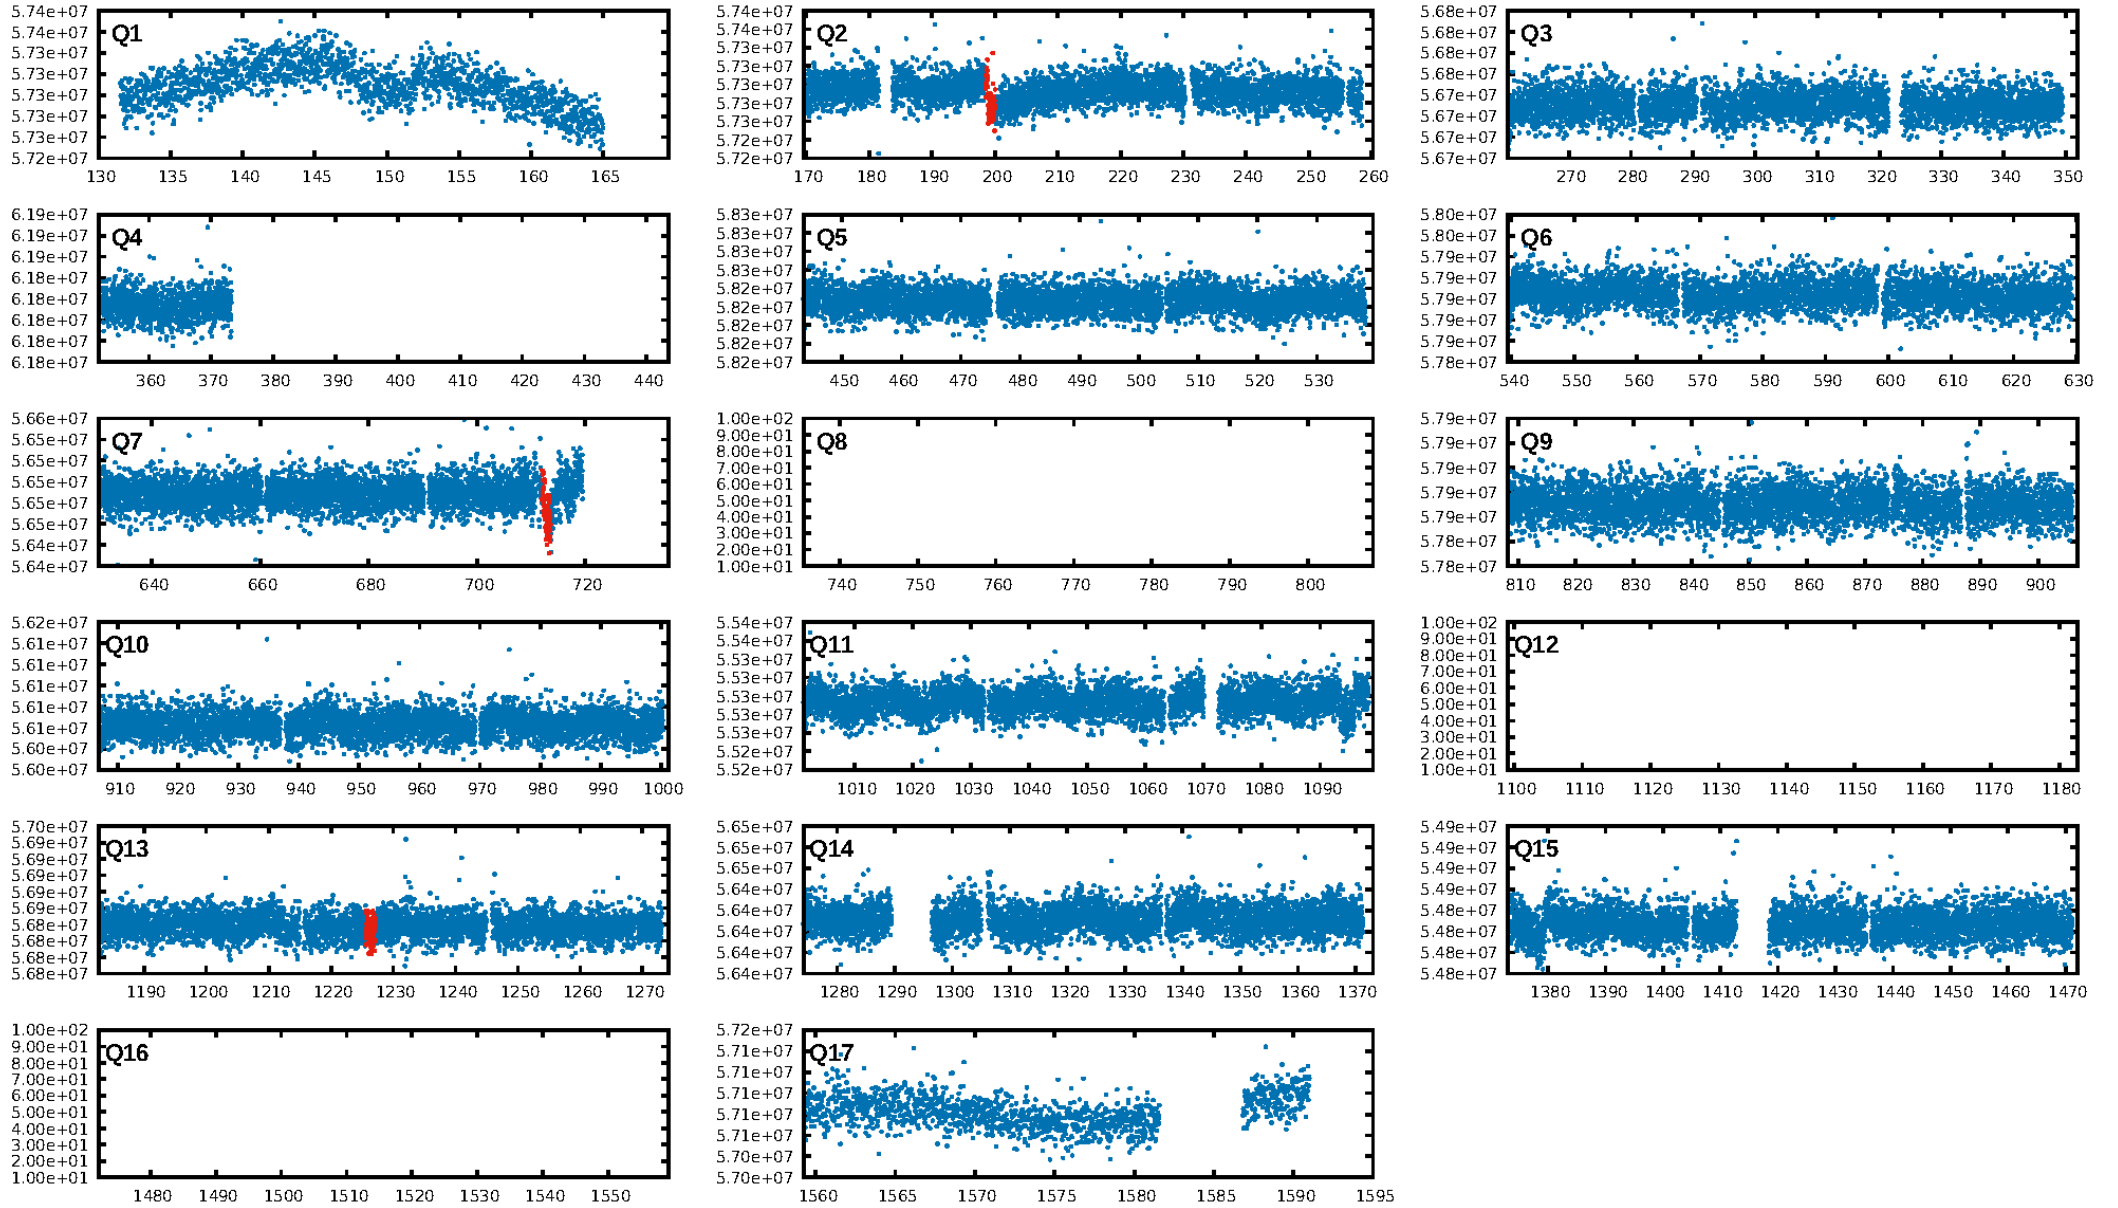 5.74e+07 5.74e+07 5.73e+07 5.73e+07 5.73e+07 5.73e+07 5.73e+07 5.72e+07
Q1
130 135 140 145 150 155 160 165
5.74e+07 5.74e+07 5.73e+07 5.73e+07 5.73e+07 5.73e+07 5.73e+07 5.72e+07 5.72e+07
Q2
170 180 190 200 210 220 230 240 250 260
5.68e+07 5.68e+07 5.68e+07 5.68e+07 5.67e+07 5.67e+07 5.67e+07 5.67e+07
Q3
270 280 290 300 310 320 330 340 350
6.19e+07 6.19e+07 6.19e+07 6.18e+07 6.18e+07 6.18e+07 6.18e+07 6.18e+07
Q4
360 370 380 390 400 410 420 430 440
5.83e+07 5.83e+07 5.83e+07 5.83e+07 5.82e+07 5.82e+07 5.82e+07 5.82e+07 5.82e+07
Q5
450 460 470 480 490 500 510 520 530
5.80e+07 5.80e+07 5.79e+07 5.79e+07 5.79e+07 5.79e+07 5.79e+07 5.78e+07
Q6
540 550 560 570 580 590 600 610 620 630
5.66e+07 5.65e+07 5.65e+07 5.65e+07 5.65e+07 5.65e+07 5.64e+07 5.64e+07
Q7
640 660 680 700 720
1.00e+02 9.00e+01 8.00e+01 7.00e+01 6.00e+01 5.00e+01 4.00e+01 3.00e+01 2.00e+01 1.00e+01
Q8
740 750 760 770 780 790 800
5.79e+07 5.79e+07 5.79e+07 5.79e+07 5.79e+07 5.78e+07 5.78e+07
Q9
810 820 830 840 850 860 870 880 890 900
5.62e+07 5.61e+07 5.61e+07 5.61e+07 5.61e+07 5.61e+07 5.60e+07 5.60e+07
Q10
910 920 930 940 950 960 970 980 990 1000
5.54e+07 5.54e+07 5.53e+07 5.53e+07 5.53e+07 5.53e+07 5.53e+07 5.52e+07 5.52e+07
Q11
1010 1020 1030 1040 1050 1060 1070 1080 1090
1.00e+02 9.00e+01 8.00e+01 7.00e+01 6.00e+01 5.00e+01 4.00e+01 3.00e+01 2.00e+01 1.00e+01
Q12
1100 1110 1120 1130 1140 1150 1160 1170 1180
5.70e+07 5.69e+07 5.69e+07 5.69e+07 5.69e+07 5.69e+07 5.68e+07 5.68e+07 5.68e+07 5.68e+07
Q13
1190 1200 1210 1220 1230 1240 1250 1260 1270
5.65e+07 5.65e+07 5.65e+07 5.64e+07 5.64e+07 5.64e+07 5.64e+07 5.64e+07
Q14
1280 1290 1300 1310 1320 1330 1340 1350 1360 1370
5.49e+07 5.49e+07 5.49e+07 5.49e+07 5.48e+07 5.48e+07 5.48e+07 5.48e+07
Q15
1380 1390 1400 1410 1420 1430 1440 1450 1460 1470
1.00e+02 9.00e+01 8.00e+01 7.00e+01 6.00e+01 5.00e+01 4.00e+01 3.00e+01 2.00e+01 1.00e+01
Q16
1480 1490 1500 1510 1520 1530 1540 1550
5.72e+07 5.71e+07 5.71e+07 5.71e+07 5.71e+07 5.71e+07 5.70e+07 5.70e+07
Q17
1560 1565 1570 1575 1580 1585 1590 1595